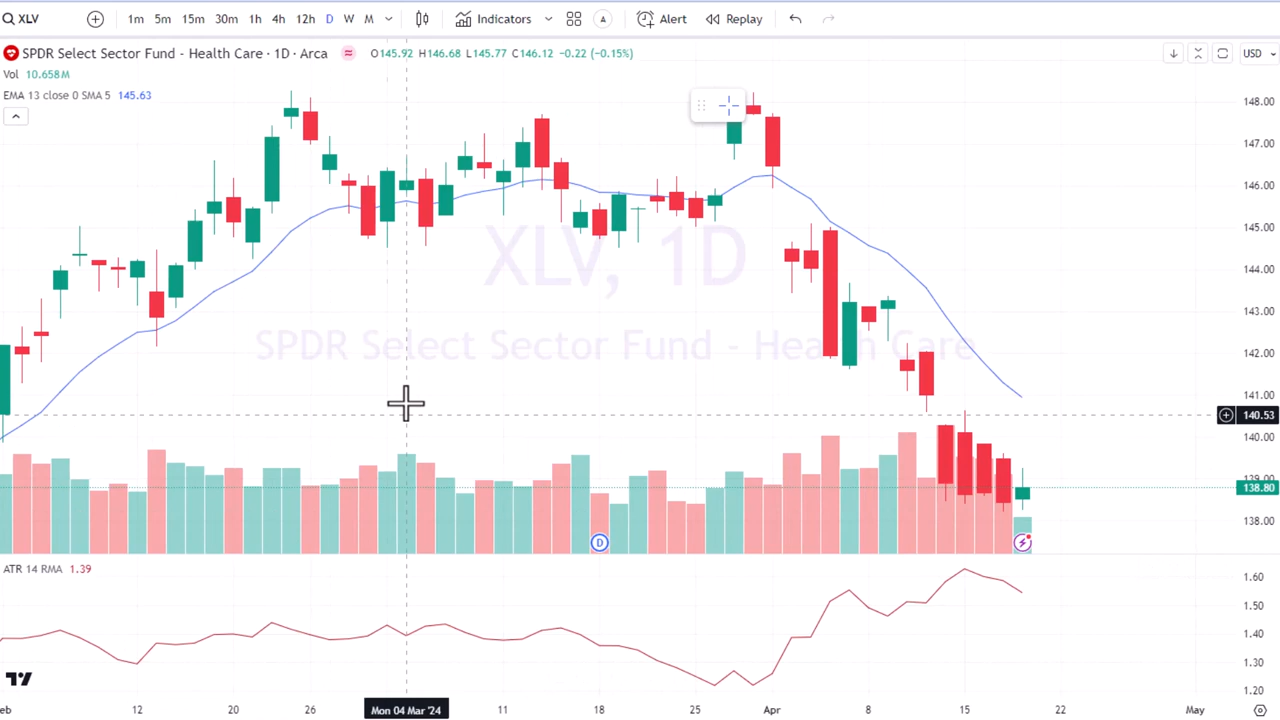 XLV 1m 5m 15m 30m 1h 4h 12h D W M Indicators A Alert Replay
SPDR Select Sector Fund - Health Care · 1D · Arca ≈ O145.92 H146.68 L145.77 C146.12 −0.22 (−0.15%) USD
Vol 10.658M
EMA 13 close 0 SMA 5 145.63
148.00
147.00
146.00
145.00
XLV, 1D
144.00
143.00
SPDR Select Sector Fund - Health Care
142.00
141.00
140.53
140.00
139.00
138.80
138.00
D
ATR 14 RMA 1.39
1.60
1.50
1.40
1.30
1.20
eb 12 20 26 Mon 04 Mar '24 11 18 25 Apr 8 15 22 May